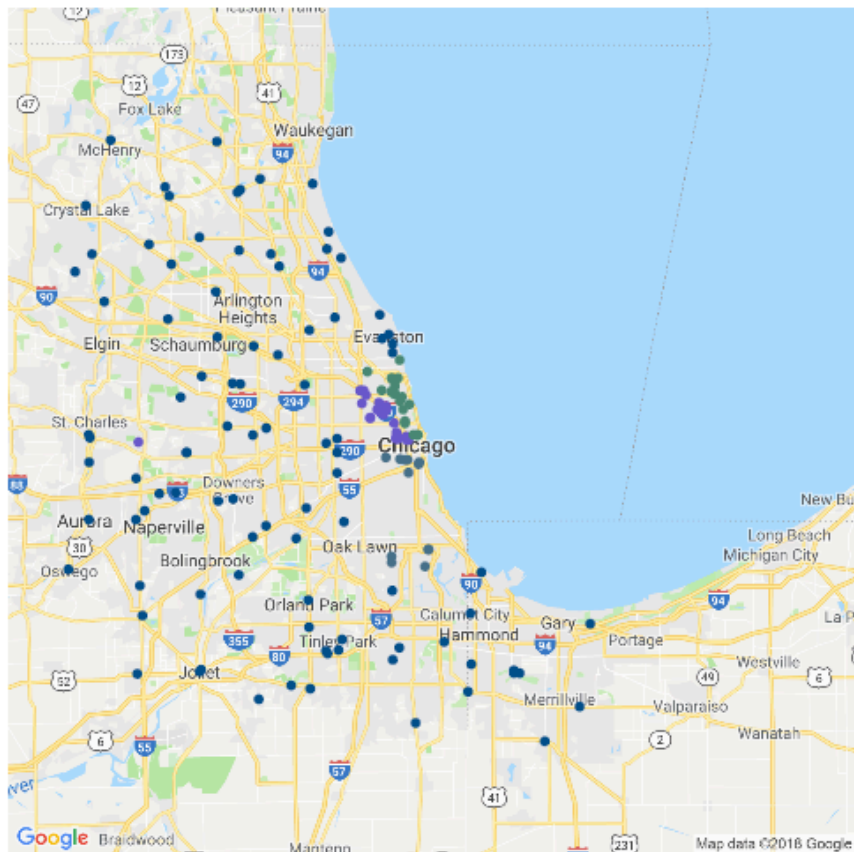 Pleasant Prairie
12
173
12
41
47
Fox Lake
Waukegan
McHenry
94
Crystal Lake
94
90
Arlington
Heights
Evanston
Elgin
Schaumburg
290
294
St. Charles
Chicago
290
88
Downers
Grove
55
Aurora
Naperville
New Bu
30
Oak Lawn
Long Beach
Michigan City
Oswego
Bolingbrook
90
94
Orland Park
57
Calumet City
Gary
La P
355
Tinley Park
Hammond
94
Portage
80
Joliet
Westville
52
49
6
Merrillville
Valparaiso
6
55
2
Wanatah
57
41
Google
Braidwood
Manteno
231
Map data ©2018 Google